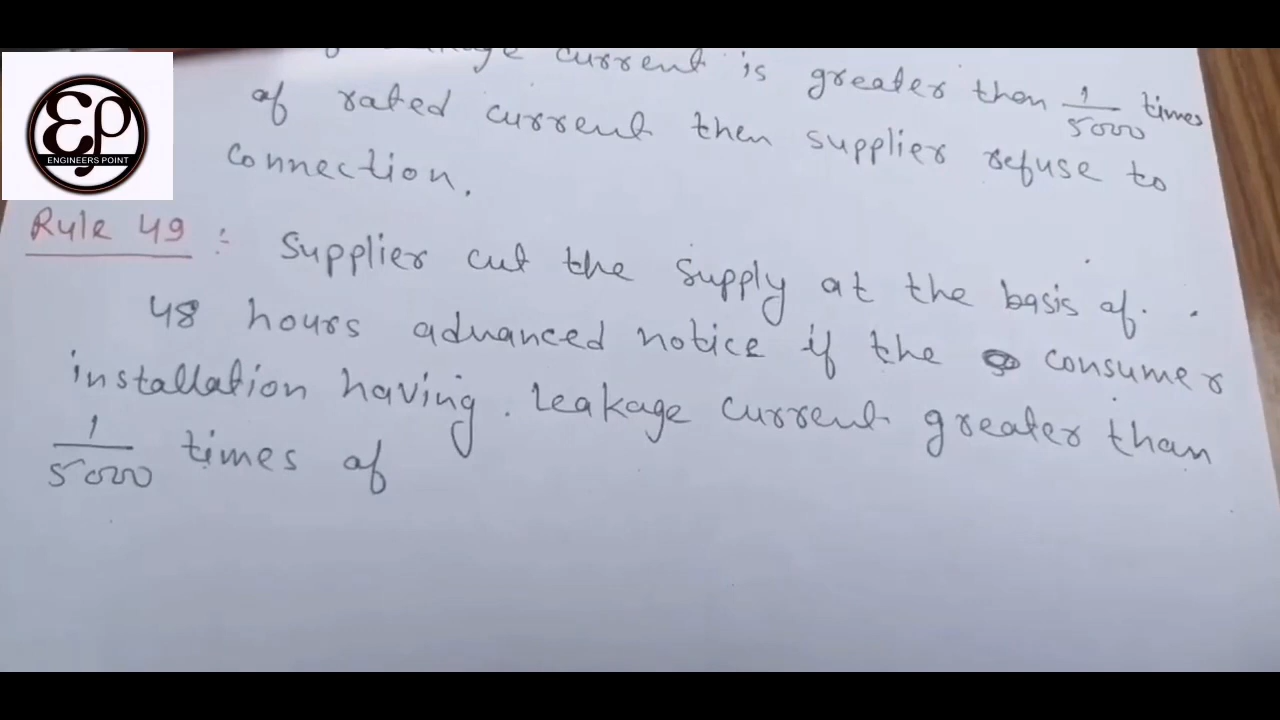 EP
ENGINEERS POINT
current is greater then 1/5000 times
of rated current then supplier refuse to
connection.
Rule 49 :- Supplier cut the supply at the basis of.
48 hours advanced notice if the consumer
installation having. Leakage current greater than
1/5000 times of